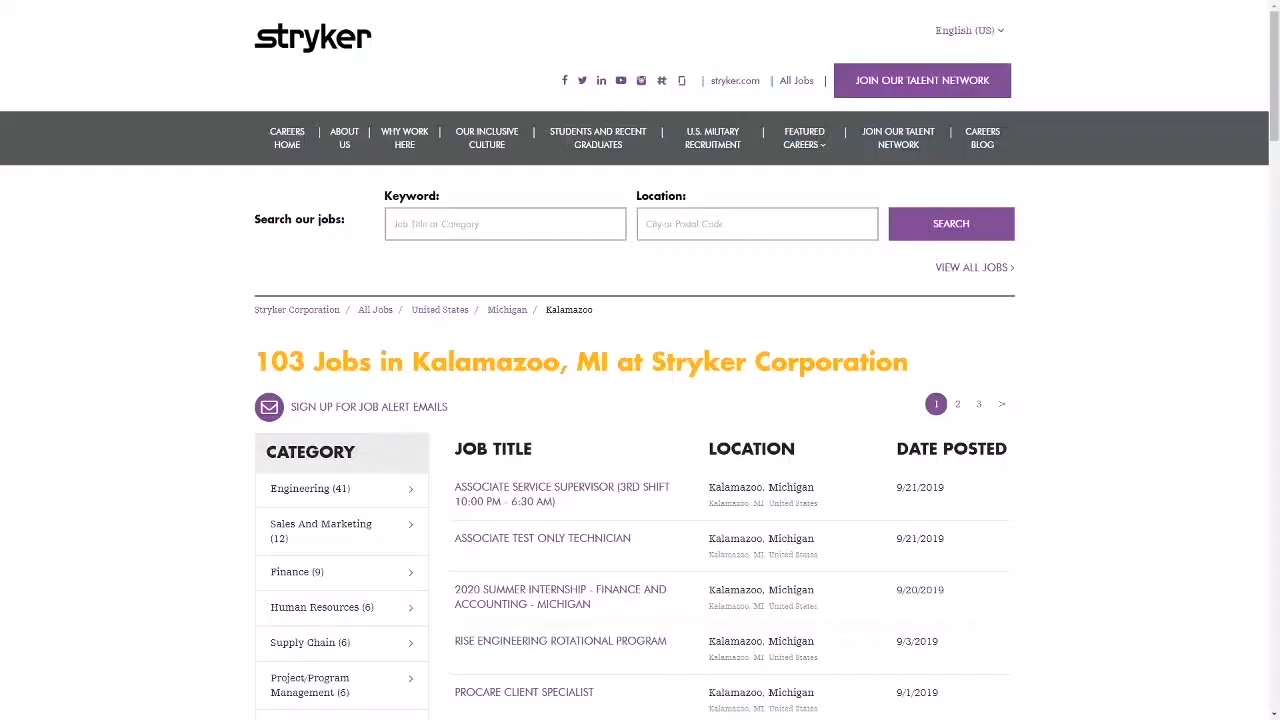 stryker
English (US)
| stryker.com | All Jobs |
JOIN OUR TALENT NETWORK
CAREERS HOME | ABOUT US | WHY WORK HERE | OUR INCLUSIVE CULTURE | STUDENTS AND RECENT GRADUATES | U.S. MILITARY RECRUITMENT | FEATURED CAREERS | JOIN OUR TALENT NETWORK | CAREERS BLOG
Search our jobs:
Keyword:
Job Title or Category
Location:
City or Postal Code
SEARCH
VIEW ALL JOBS >
Stryker Corporation / All Jobs / United States / Michigan / Kalamazoo
103 Jobs in Kalamazoo, MI at Stryker Corporation
SIGN UP FOR JOB ALERT EMAILS
1 2 3 >
CATEGORY
Engineering (41)
Sales And Marketing
(12)
Finance (9)
Human Resources (6)
Supply Chain (6)
Project/Program
Management (6)
JOB TITLE LOCATION DATE POSTED
ASSOCIATE SERVICE SUPERVISOR (3RD SHIFT
10:00 PM - 6:30 AM)
Kalamazoo, Michigan
Kalamazoo, MI United States
9/21/2019
ASSOCIATE TEST ONLY TECHNICIAN
Kalamazoo, Michigan
Kalamazoo, MI United States
9/21/2019
2020 SUMMER INTERNSHIP - FINANCE AND
ACCOUNTING - MICHIGAN
Kalamazoo, Michigan
Kalamazoo, MI United States
9/20/2019
RISE ENGINEERING ROTATIONAL PROGRAM
Kalamazoo, Michigan
Kalamazoo, MI United States
9/3/2019
PROCARE CLIENT SPECIALIST
Kalamazoo, Michigan
Kalamazoo, MI United States
9/1/2019